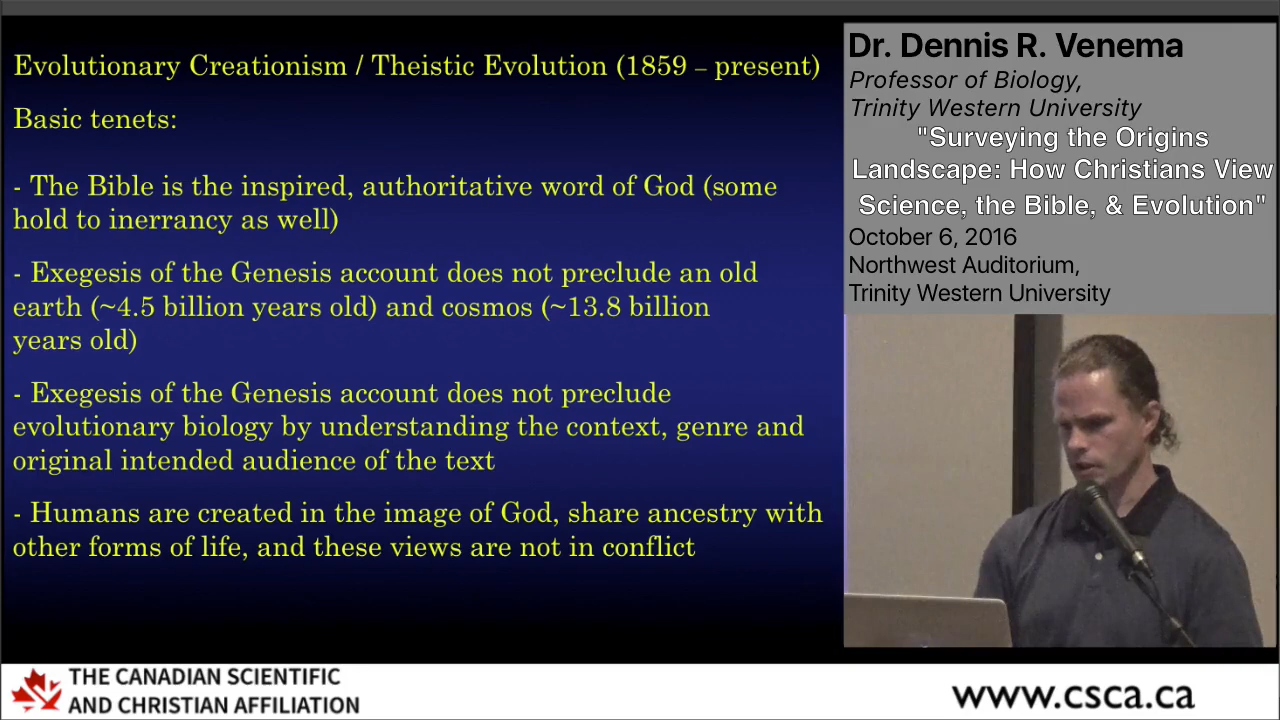 Evolutionary Creationism / Theistic Evolution (1859 – present)
Basic tenets:
- The Bible is the inspired, authoritative word of God (some
hold to inerrancy as well)
- Exegesis of the Genesis account does not preclude an old
earth (~4.5 billion years old) and cosmos (~13.8 billion
years old)
- Exegesis of the Genesis account does not preclude
evolutionary biology by understanding the context, genre and
original intended audience of the text
- Humans are created in the image of God, share ancestry with
other forms of life, and these views are not in conflict
Dr. Dennis R. Venema
Professor of Biology,
Trinity Western University
"Surveying the Origins
Landscape: How Christians View
Science, the Bible, & Evolution"
October 6, 2016
Northwest Auditorium,
Trinity Western University
THE CANADIAN SCIENTIFIC
AND CHRISTIAN AFFILIATION
www.csca.ca